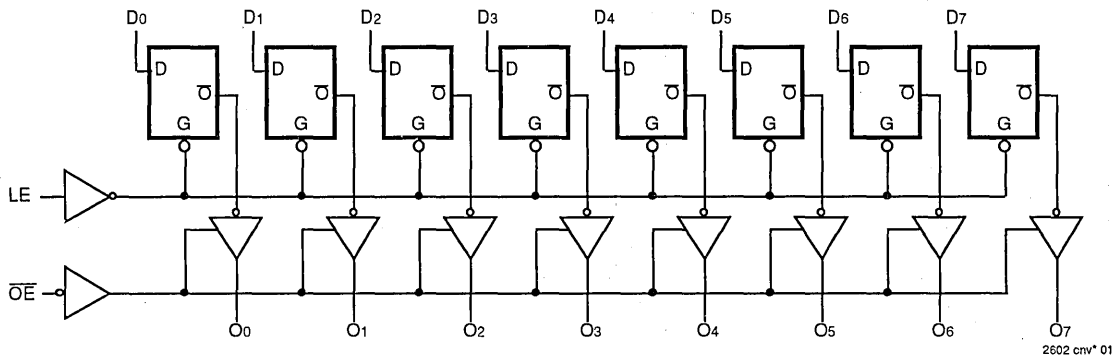 D0 D1 D2 D3 D4 D5 D6 D7
D D D D D D D D
O̅ O̅ O̅ O̅ O̅ O̅ O̅ O̅
G G G G G G G G
LE
O̅E̅
O0 O1 O2 O3 O4 O5 O6 O7
2602 cnv* 01